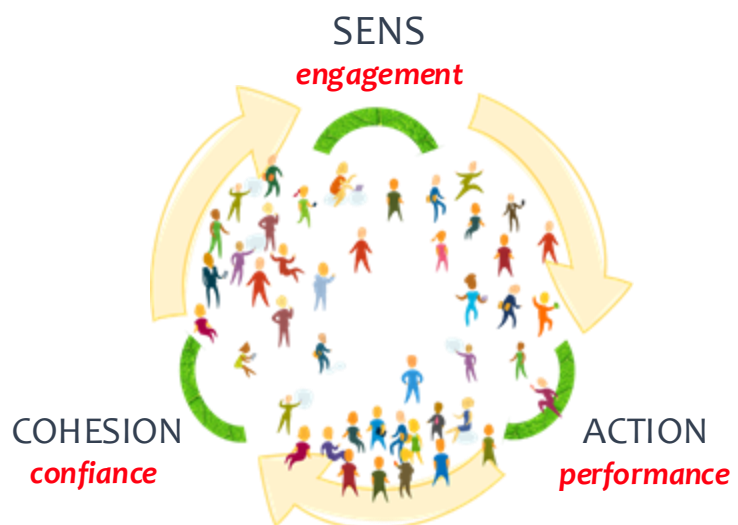 SENS
engagement
COHESION
confiance
ACTION
performance